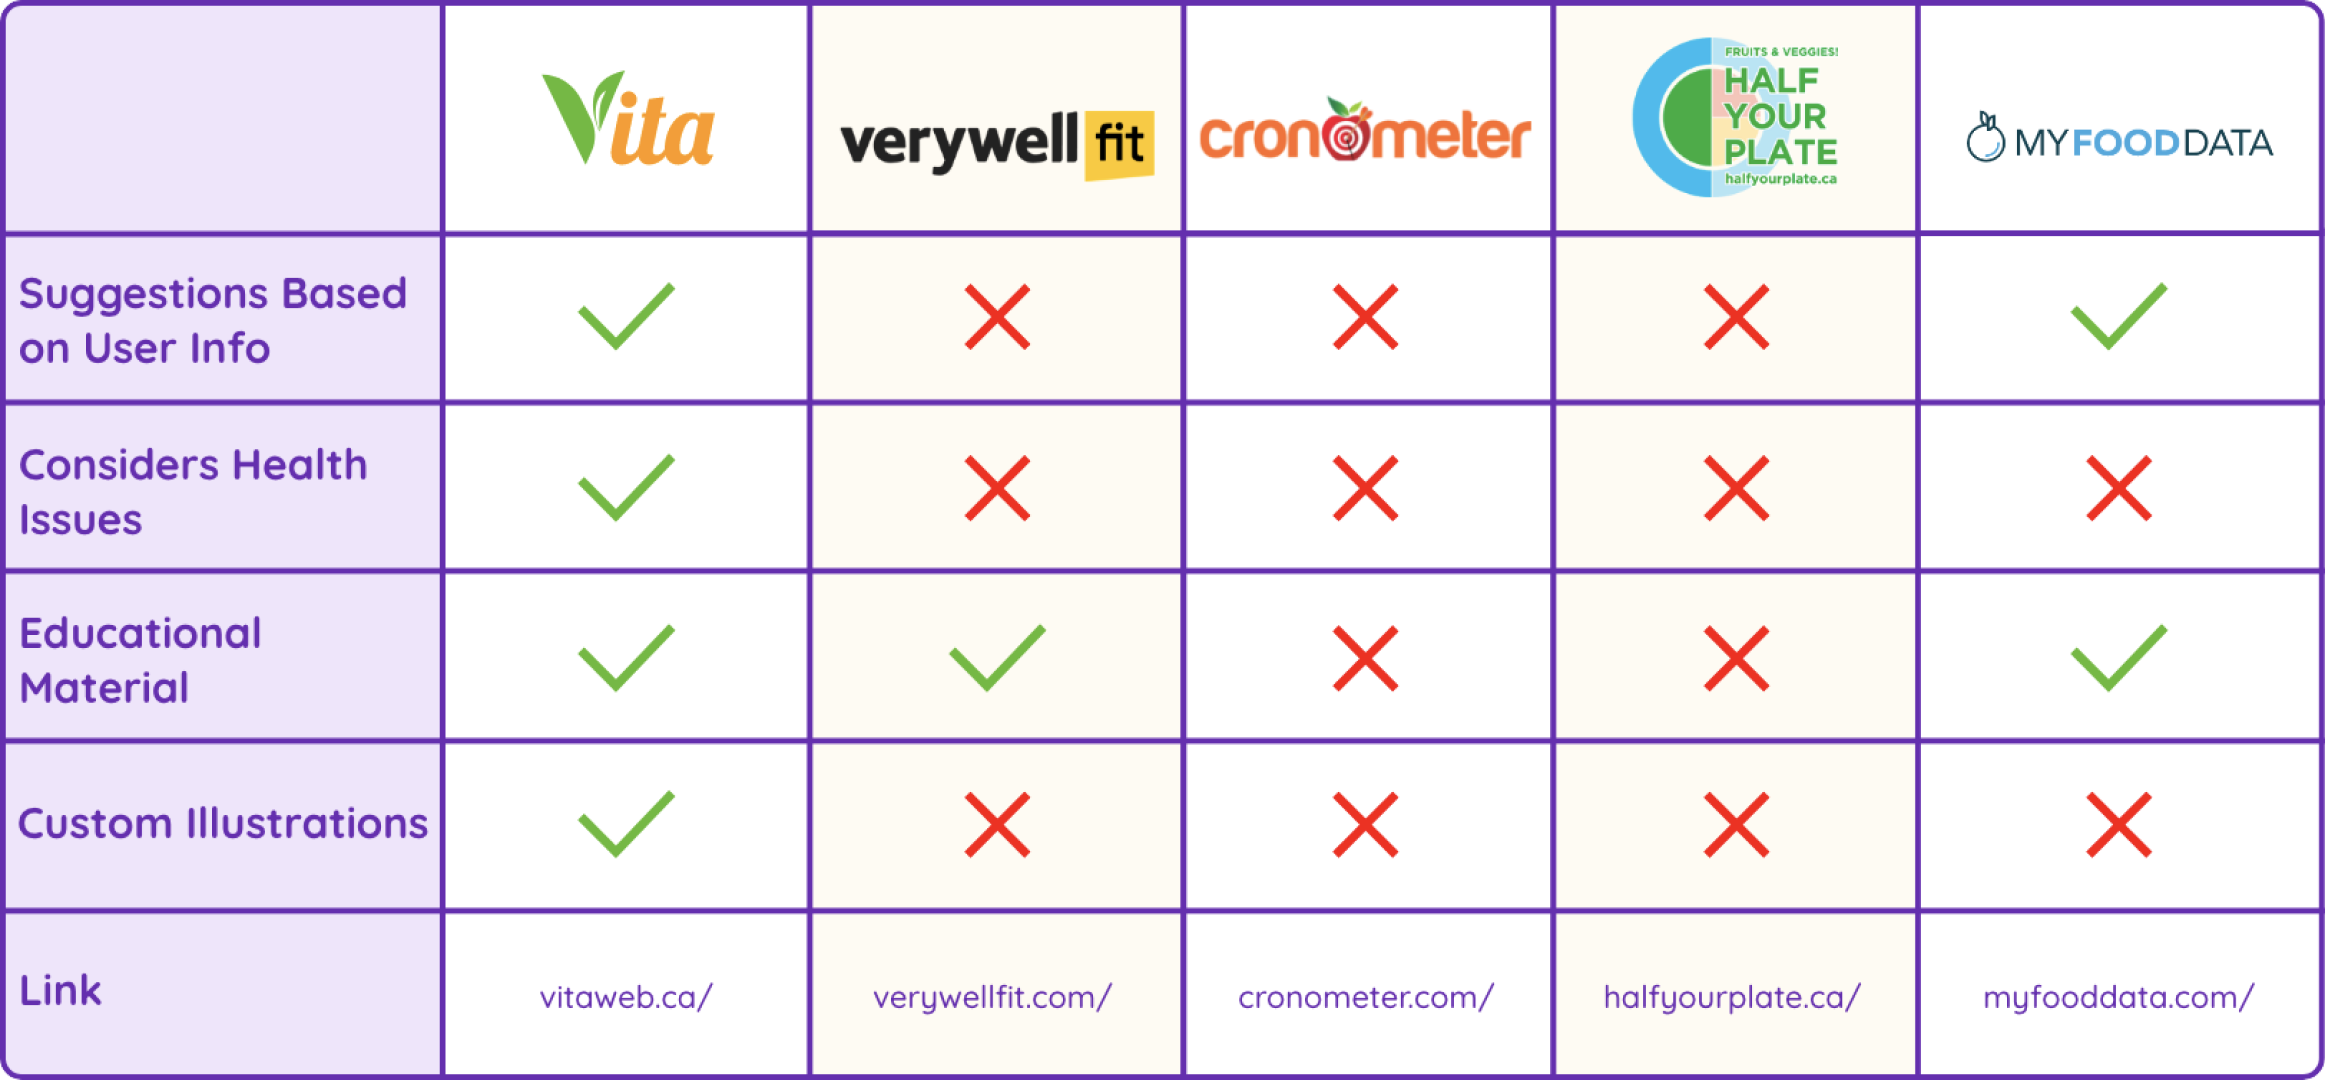 Vita
verywell fit
cronometer
FRUITS & VEGGIES!
HALF
YOUR
PLATE
halfyourplate.ca
MYFOODDATA
Suggestions Based
on User Info
Considers Health
Issues
Educational
Material
Custom Illustrations
Link
vitaweb.ca/
verywellfit.com/
cronometer.com/
halfyourplate.ca/
myfooddata.com/